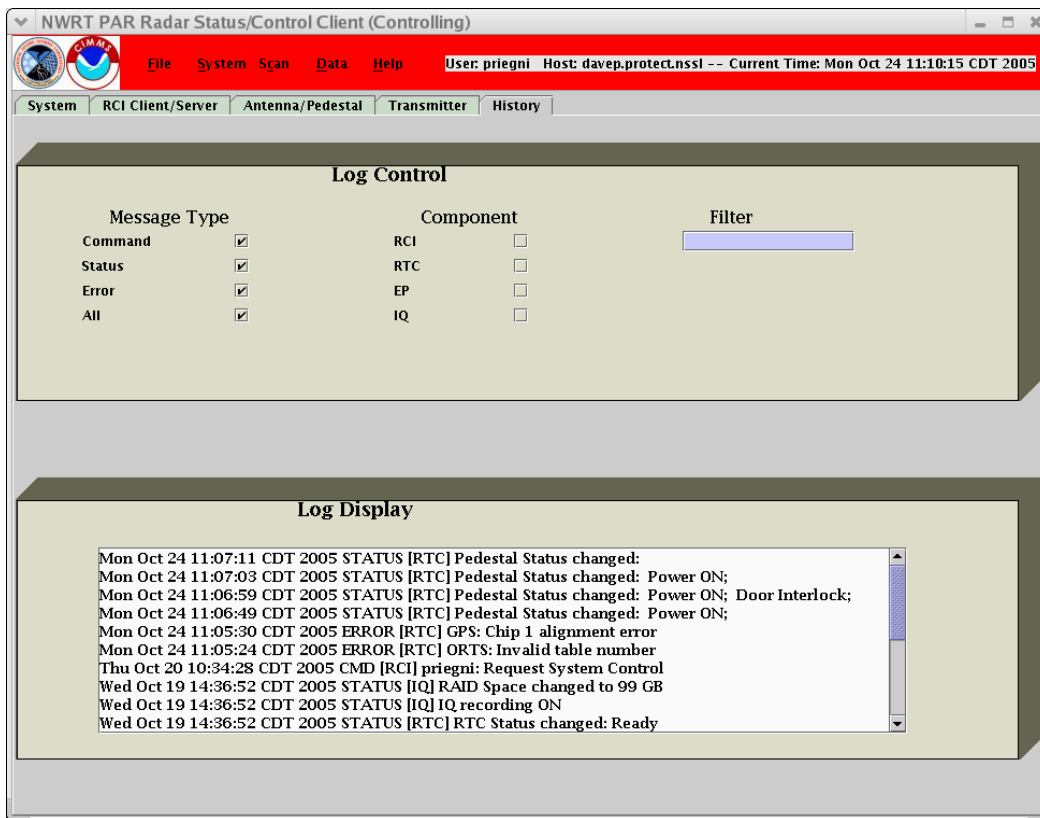 NWRT PAR Radar Status/Control Client (Controlling)
CIMMS
File System Scan Data Help User: priegni Host: davep.protect.nssl -- Current Time: Mon Oct 24 11:10:15 CDT 2005
System RCI Client/Server Antenna/Pedestal Transmitter History
Log Control
Message Type Component Filter
Command RCI
Status RTC
Error EP
All IQ
Log Display
Mon Oct 24 11:07:11 CDT 2005 STATUS [RTC] Pedestal Status changed:
Mon Oct 24 11:07:03 CDT 2005 STATUS [RTC] Pedestal Status changed: Power ON;
Mon Oct 24 11:06:59 CDT 2005 STATUS [RTC] Pedestal Status changed: Power ON; Door Interlock;
Mon Oct 24 11:06:49 CDT 2005 STATUS [RTC] Pedestal Status changed: Power ON;
Mon Oct 24 11:05:30 CDT 2005 ERROR [RTC] GPS: Chip 1 alignment error
Mon Oct 24 11:05:24 CDT 2005 ERROR [RTC] ORTS: Invalid table number
Thu Oct 20 10:34:28 CDT 2005 CMD [RCI] priegni: Request System Control
Wed Oct 19 14:36:52 CDT 2005 STATUS [IQ] RAID Space changed to 99 GB
Wed Oct 19 14:36:52 CDT 2005 STATUS [IQ] IQ recording ON
Wed Oct 19 14:36:52 CDT 2005 STATUS [RTC] RTC Status changed: Ready